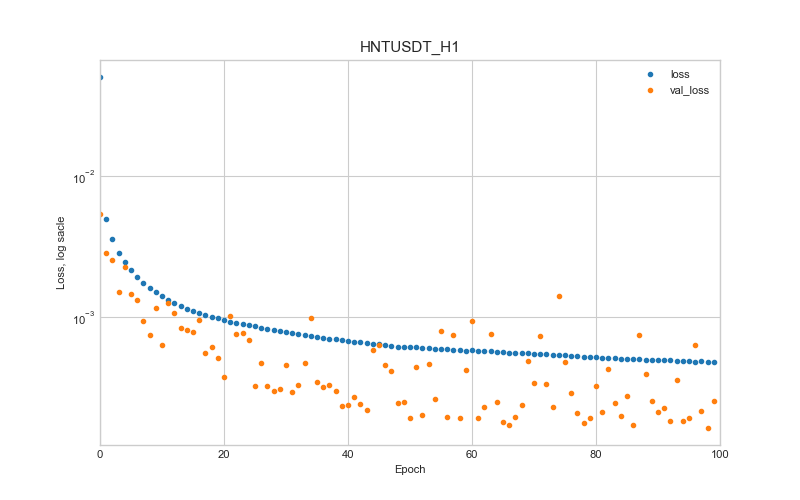 HNTUSDT_H1
loss
val_loss
10⁻²
10⁻³
Loss, log sacle
0 20 40 60 80 100
Epoch